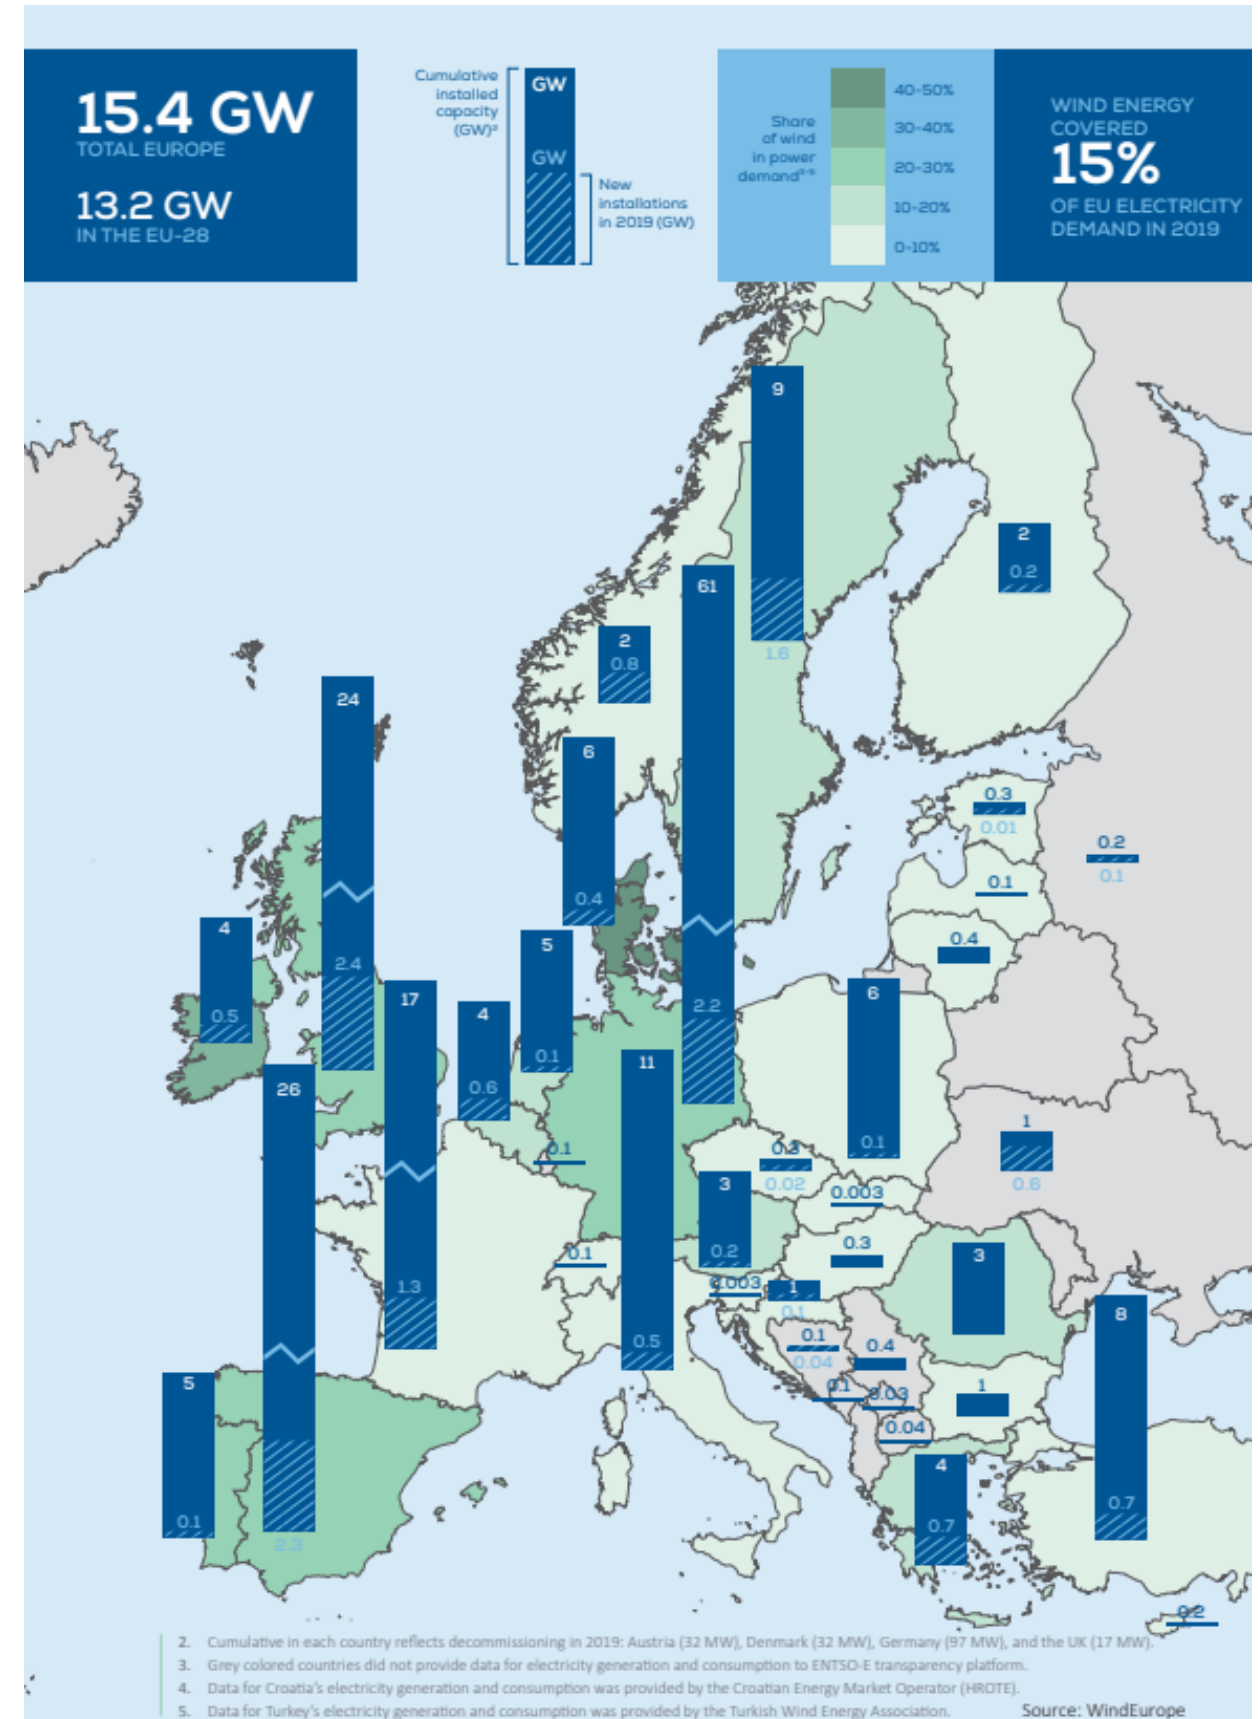 15.4 GW
TOTAL EUROPE
13.2 GW
IN THE EU-28
Cumulative
installed
capacity
(GW)²
GW
GW
New
installations
in 2019 (GW)
Share
of wind
in power
demand³⁻⁵
40-50%
30-40%
20-30%
10-20%
0-10%
WIND ENERGY
COVERED
15%
OF EU ELECTRICITY
DEMAND IN 2019
9
1.6
2
0.2
61
2.2
2
0.8
24
2.4
6
0.4
0.3
0.01
0.2
0.1
0.1
0.4
4
0.5
5
0.1
17
1.3
4
0.6
6
0.1
11
0.5
26
2.3
1
0.6
0.1
0.3
0.02
3
0.2
0.003
0.3
0.1
0.003
1
0.1
3
8
0.7
0.1
0.04
0.4
0.1
0.03
1
0.04
5
0.1
4
0.7
0.2
2. Cumulative in each country reflects decommissioning in 2019: Austria (32 MW), Denmark (32 MW), Germany (97 MW), and the UK (17 MW).
3. Grey colored countries did not provide data for electricity generation and consumption to ENTSO-E transparency platform.
4. Data for Croatia's electricity generation and consumption was provided by the Croatian Energy Market Operator (HROTE).
5. Data for Turkey's electricity generation and consumption was provided by the Turkish Wind Energy Association.
Source: WindEurope